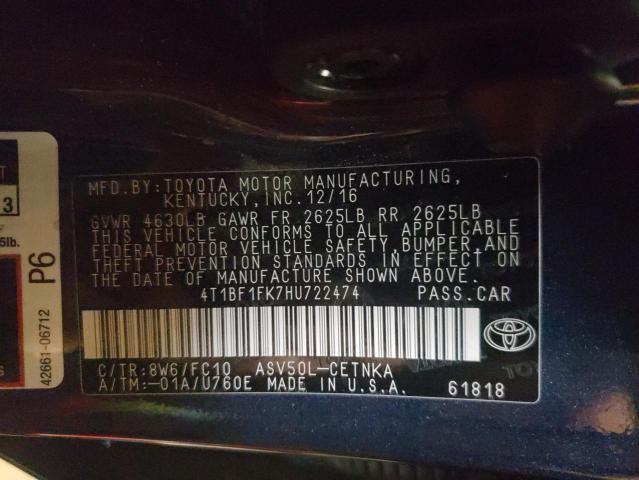 MFD.BY:TOYOTA MOTOR MANUFACTURING,
KENTUCKY, INC. 12/16
GVWR 4630LB GAWR FR 2625LB RR 2625LB
THIS VEHICLE CONFORMS TO ALL APPLICABLE
FEDERAL MOTOR VEHICLE SAFETY, BUMPER, AND
THEFT PREVENTION STANDARDS IN EFFECT ON
THE DATE OF MANUFACTURE SHOWN ABOVE.
4T1BF1FK7HU722474 PASS.CAR
C/TR:8W6/FC10 ASV50L-CETNKA
A/TM:-01A/U760E MADE IN U.S.A. 61818
P6
42661-06712
3
5lb.